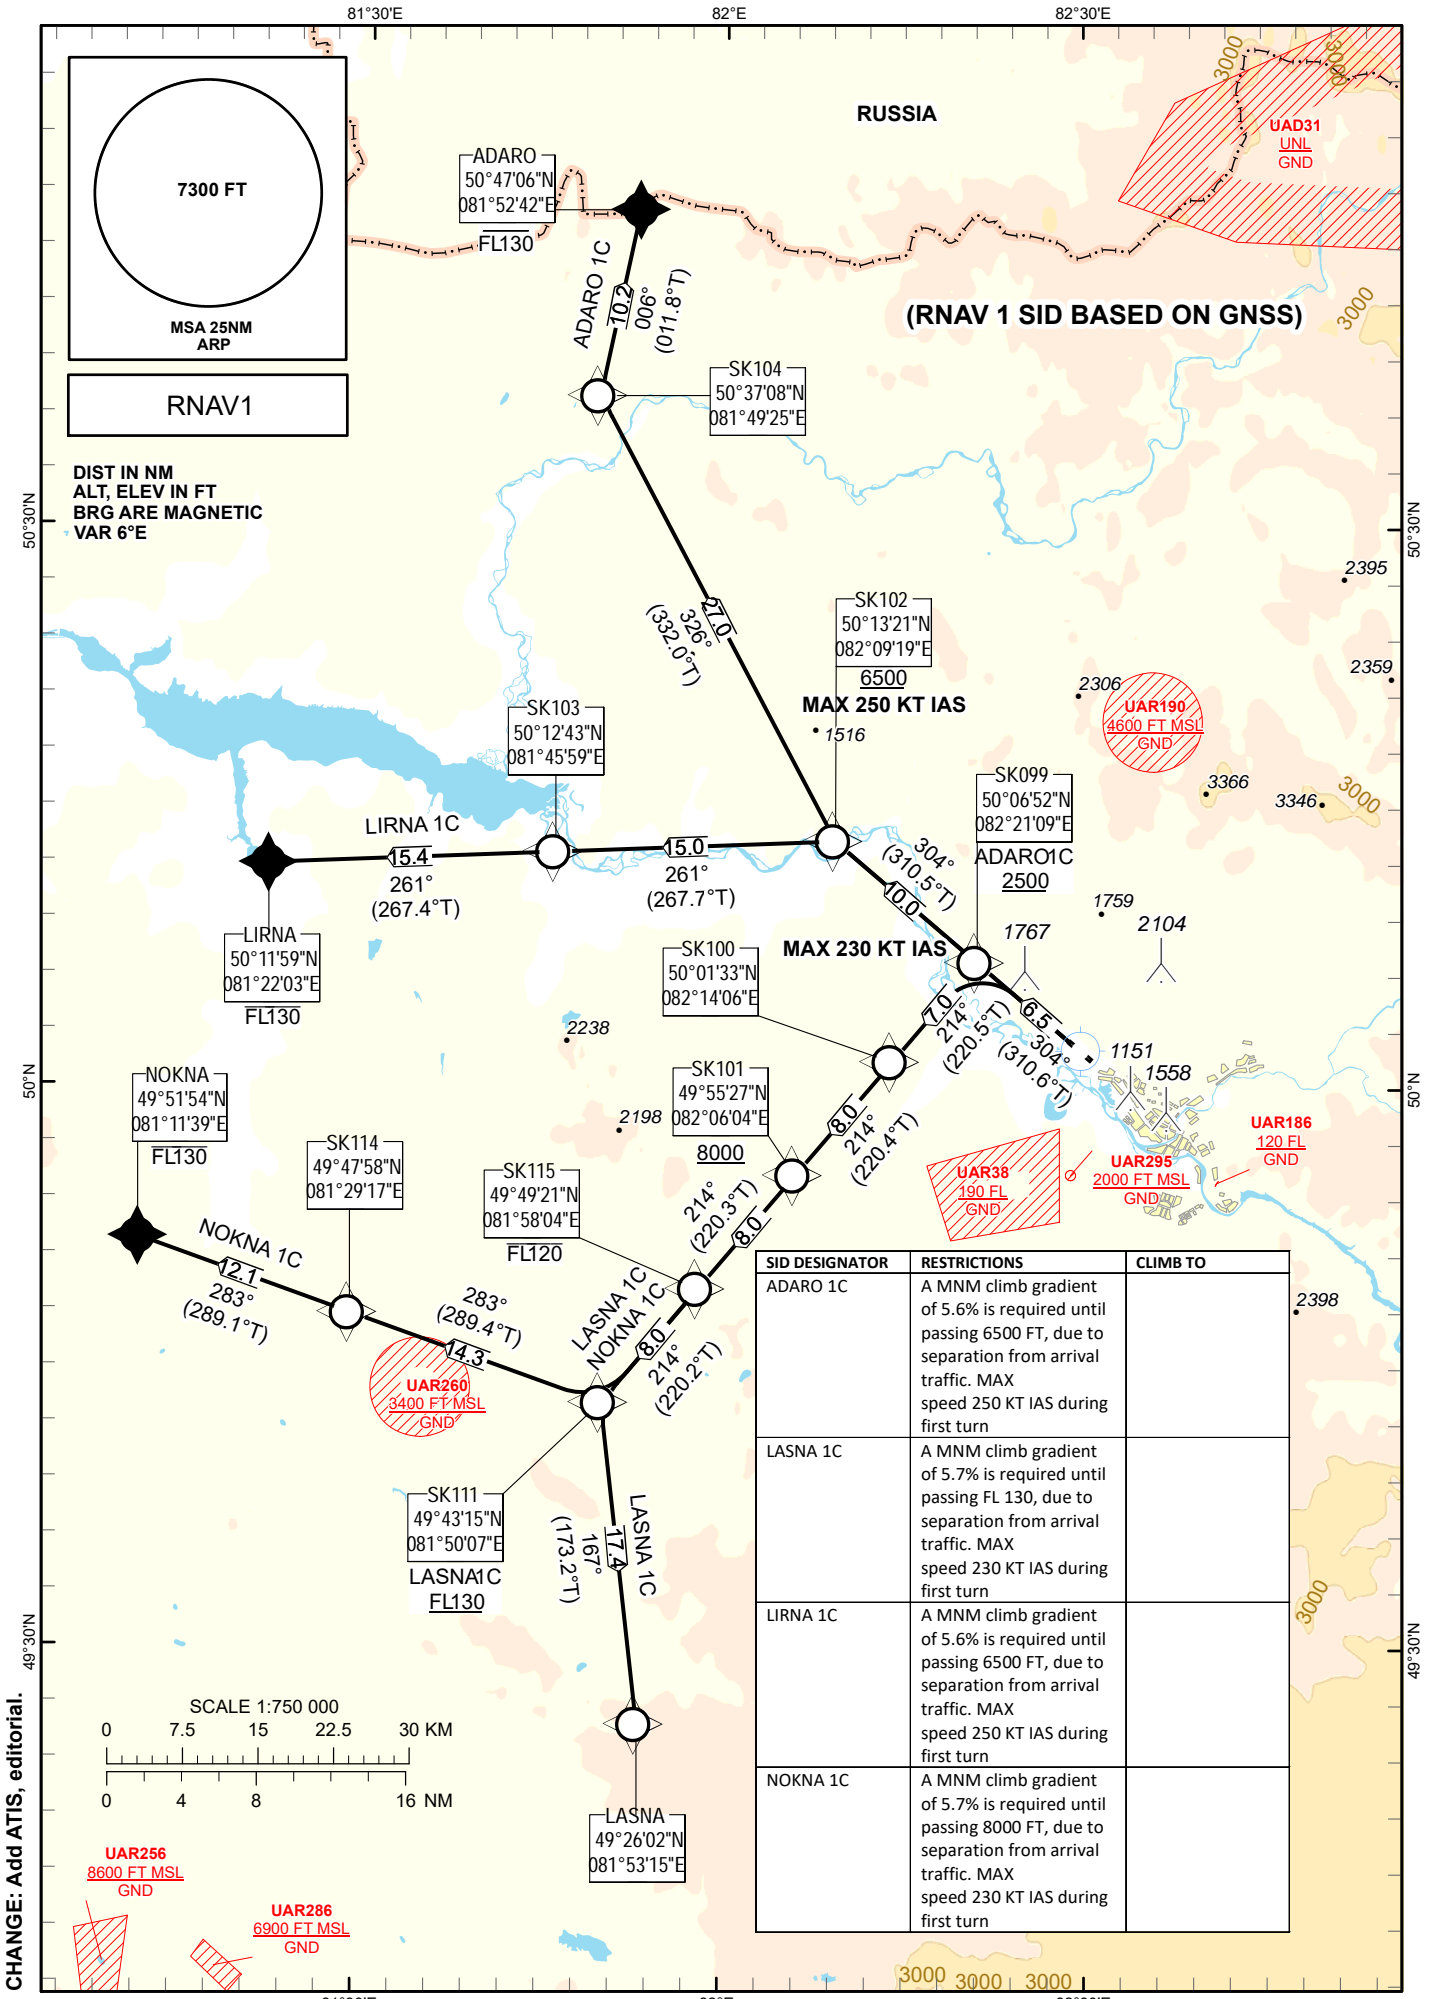 81°30'E
82°E
82°30'E
7300 FT
MSA 25NM
ARP
RNAV1
DIST IN NM
ALT, ELEV IN FT
BRG ARE MAGNETIC
VAR 6°E
RUSSIA
3000
3000
UAD31
UNL
GND
ADARO
50°47'06"N
081°52'42"E
FL130
ADARO 1C
10.2
006°
(011.8°T)
(RNAV 1 SID BASED ON GNSS)
3000
SK104
50°37'08"N
081°49'25"E
50°30'N
50°30'N
2395
27.0
326°
(332.0°T)
SK102
50°13'21"N
082°09'19"E
6500
MAX 250 KT IAS
1516
2359
2306
UAR190
4600 FT MSL
GND
3366
3346
3000
SK103
50°12'43"N
081°45'59"E
SK099
50°06'52"N
082°21'09"E
ADARO1C
2500
LIRNA 1C
15.4
261°
(267.4°T)
15.0
261°
(267.7°T)
304°
(310.5°T)
10.0
LIRNA
50°11'59"N
081°22'03"E
FL130
MAX 230 KT IAS
1759
1767
2104
SK100
50°01'33"N
082°14'06"E
7.0
214°
(220.5°T)
6.5
304°
(310.6°T)
2238
1151
1558
50°N
50°N
NOKNA
49°51'54"N
081°11'39"E
FL130
SK101
49°55'27"N
082°06'04"E
8000
2198
8.0
214°
(220.4°T)
UAR186
120 FL
GND
UAR38
190 FL
GND
UAR295
2000 FT MSL
GND
SK114
49°47'58"N
081°29'17"E
SK115
49°49'21"N
081°58'04"E
FL120
214°
(220.3°T)
8.0
NOKNA 1C
12.1
283°
(289.1°T)
283°
(289.4°T)
14.3
LASNA 1C
NOKNA 1C
8.0
214°
(220.2°T)
2398
UAR260
3400 FT MSL
GND
SK111
49°43'15"N
081°50'07"E
LASNA1C
FL130
LASNA 1C
17.4
167°
(173.2°T)
SID DESIGNATOR RESTRICTIONS CLIMB TO
ADARO 1C A MNM climb gradient
of 5.6% is required until
passing 6500 FT, due to
separation from arrival
traffic. MAX
speed 250 KT IAS during
first turn
LASNA 1C A MNM climb gradient
of 5.7% is required until
passing FL 130, due to
separation from arrival
traffic. MAX
speed 230 KT IAS during
first turn
LIRNA 1C A MNM climb gradient
of 5.6% is required until
passing 6500 FT, due to
separation from arrival
traffic. MAX
speed 250 KT IAS during
first turn
NOKNA 1C A MNM climb gradient
of 5.7% is required until
passing 8000 FT, due to
separation from arrival
traffic. MAX
speed 230 KT IAS during
first turn
3000
49°30'N
49°30'N
SCALE 1:750 000
0 7.5 15 22.5 30 KM
0 4 8 16 NM
LASNA
49°26'02"N
081°53'15"E
UAR256
8600 FT MSL
GND
UAR286
6900 FT MSL
GND
3000
3000
3000
CHANGE: Add ATIS, editorial.